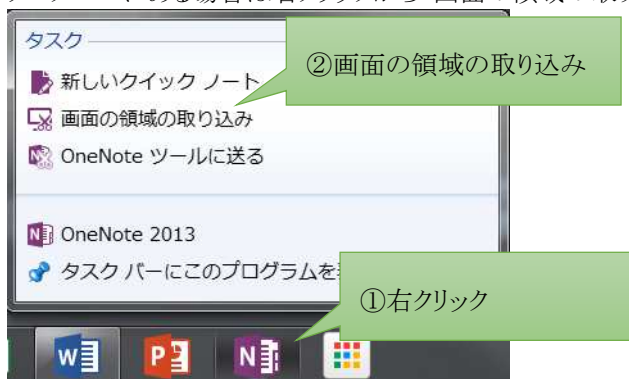 タスク
②画面の領域の取り込み
新しいクイック ノート
画面の領域の取り込み
OneNote ツールに送る
OneNote 2013
タスク バーにこのプログラムを
①右クリック